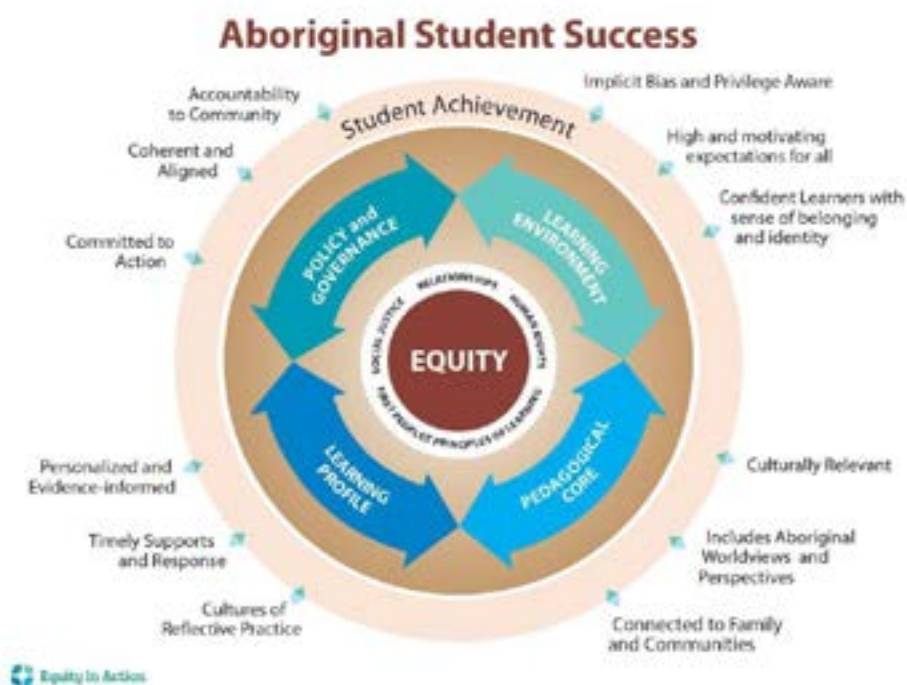 Aboriginal Student Success
Student Achievement
Accountability
to Community
Coherent and
Aligned
Committed to
Action
Implicit Bias and Privilege Aware
High and motivating
expectations for all
Confident Learners with
sense of belonging
and identity
POLICY and
GOVERNANCE
LEARNING
ENVIRONMENT
RELATIONSHIPS
SOCIAL JUSTICE
HUMAN RIGHTS
EQUITY
FIRST PEOPLES PRINCIPLES OF LEARNING
LEARNING
PROFILE
PEDAGOGICAL
CORE
Personalized and
Evidence-informed
Timely Supports
and Response
Cultures of
Reflective Practice
Culturally Relevant
Includes Aboriginal
Worldviews and
Perspectives
Connected to Family
and Communities
Equity in Action